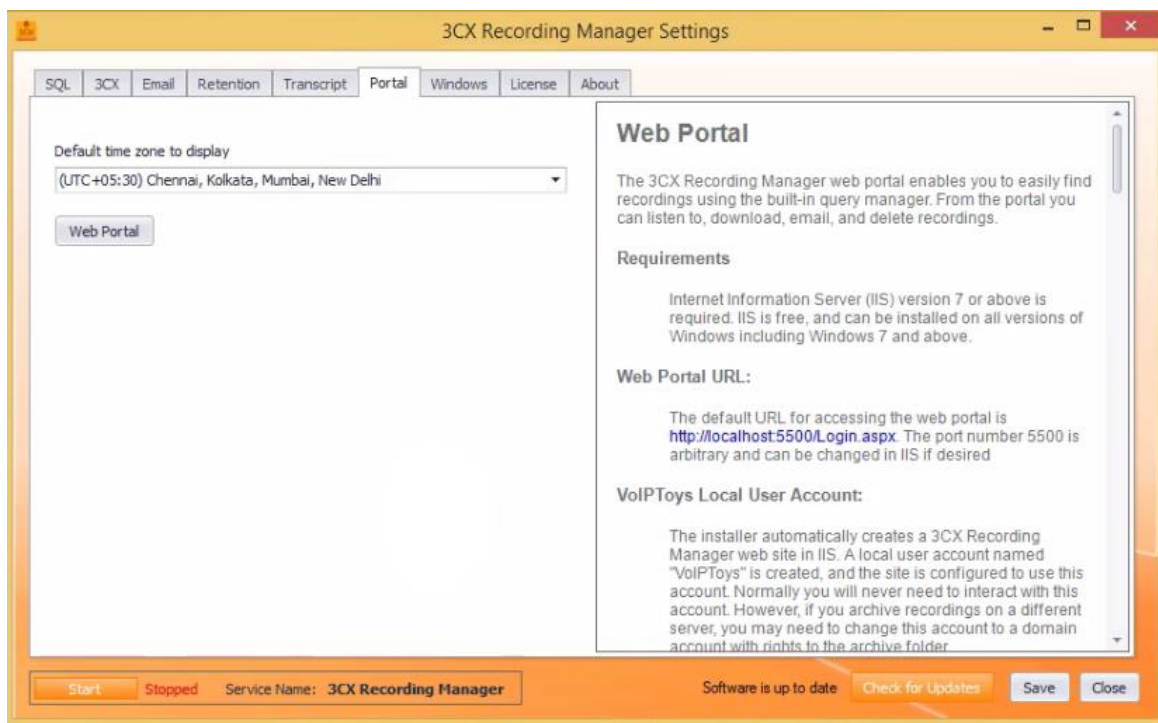 3CX Recording Manager Settings
SQL 3CX Email Retention Transcript Portal Windows License About
Default time zone to display
(UTC+05:30) Chennai, Kolkata, Mumbai, New Delhi
Web Portal
Web Portal
The 3CX Recording Manager web portal enables you to easily find
recordings using the built-in query manager. From the portal you
can listen to, download, email, and delete recordings.
Requirements
Internet Information Server (IIS) version 7 or above is
required. IIS is free, and can be installed on all versions of
Windows including Windows 7 and above.
Web Portal URL:
The default URL for accessing the web portal is
http://localhost:5500/Login.aspx. The port number 5500 is
arbitrary and can be changed in IIS if desired
VoIPToys Local User Account:
The installer automatically creates a 3CX Recording
Manager web site in IIS. A local user account named
"VoIPToys" is created, and the site is configured to use this
account. Normally you will never need to interact with this
account. However, if you archive recordings on a different
server, you may need to change this account to a domain
account with rights to the archive folder
Start Stopped Service Name: 3CX Recording Manager Software is up to date Check for Updates Save Close